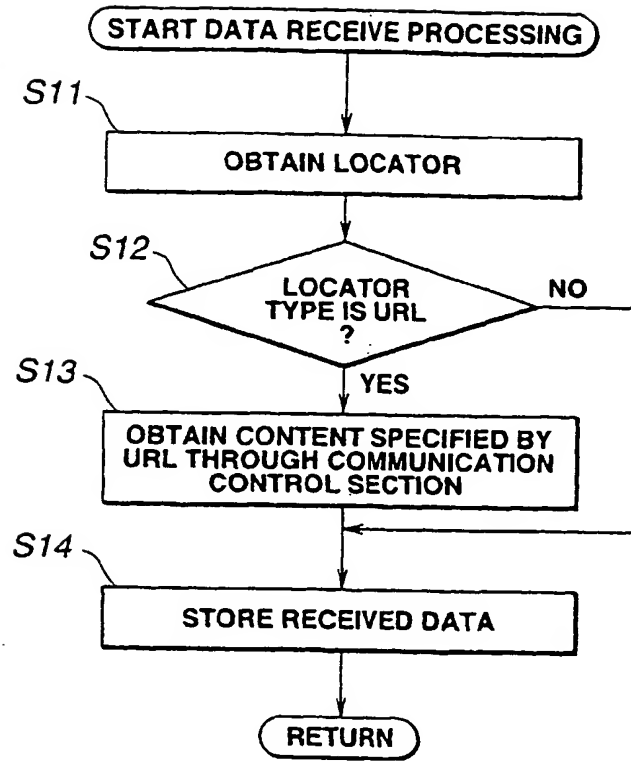 START DATA RECEIVE PROCESSING
S11
OBTAIN LOCATOR
S12
LOCATOR
TYPE IS URL
?
NO
YES
S13
OBTAIN CONTENT SPECIFIED BY
URL THROUGH COMMUNICATION
CONTROL SECTION
S14
STORE RECEIVED DATA
RETURN